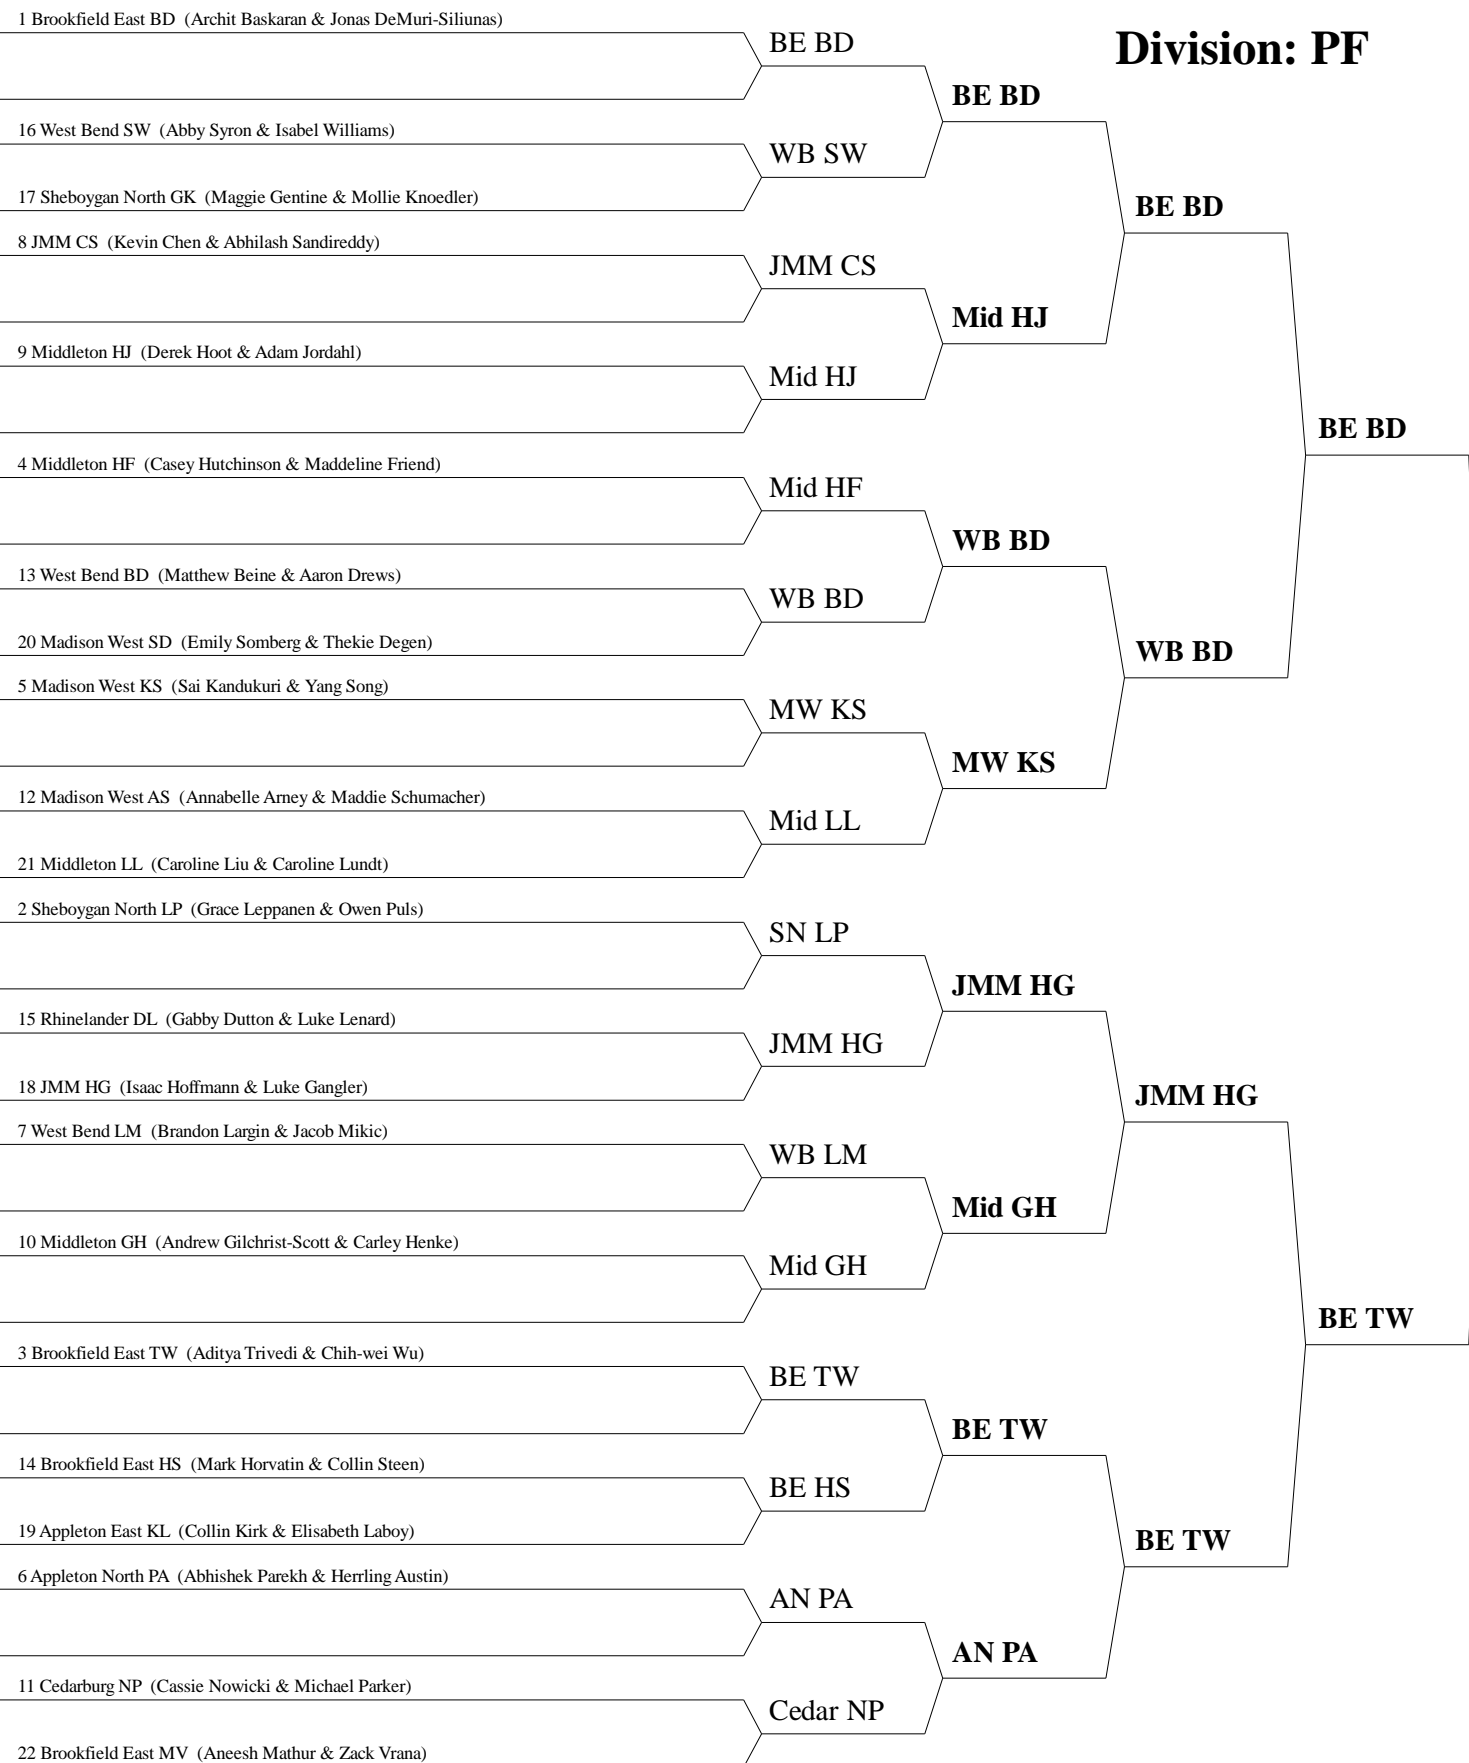 1 Brookfield East BD (Archit Baskaran & Jonas DeMuri-Siliunas)
BE BD
Division: PF
BE BD
16 West Bend SW (Abby Syron & Isabel Williams)
WB SW
17 Sheboygan North GK (Maggie Gentine & Mollie Knoedler)
BE BD
8 JMM CS (Kevin Chen & Abhilash Sandireddy)
JMM CS
Mid HJ
9 Middleton HJ (Derek Hoot & Adam Jordahl)
Mid HJ
BE BD
4 Middleton HF (Casey Hutchinson & Maddeline Friend)
Mid HF
WB BD
13 West Bend BD (Matthew Beine & Aaron Drews)
WB BD
20 Madison West SD (Emily Somberg & Thekie Degen)
WB BD
5 Madison West KS (Sai Kandukuri & Yang Song)
MW KS
MW KS
12 Madison West AS (Annabelle Arney & Maddie Schumacher)
Mid LL
21 Middleton LL (Caroline Liu & Caroline Lundt)
2 Sheboygan North LP (Grace Leppanen & Owen Puls)
SN LP
JMM HG
15 Rhinelander DL (Gabby Dutton & Luke Lenard)
JMM HG
18 JMM HG (Isaac Hoffmann & Luke Gangler)
JMM HG
7 West Bend LM (Brandon Largin & Jacob Mikic)
WB LM
Mid GH
10 Middleton GH (Andrew Gilchrist-Scott & Carley Henke)
Mid GH
BE TW
3 Brookfield East TW (Aditya Trivedi & Chih-wei Wu)
BE TW
BE TW
14 Brookfield East HS (Mark Horvatin & Collin Steen)
BE HS
19 Appleton East KL (Collin Kirk & Elisabeth Laboy)
BE TW
6 Appleton North PA (Abhishek Parekh & Herrling Austin)
AN PA
AN PA
11 Cedarburg NP (Cassie Nowicki & Michael Parker)
Cedar NP
22 Brookfield East MV (Aneesh Mathur & Zack Vrana)